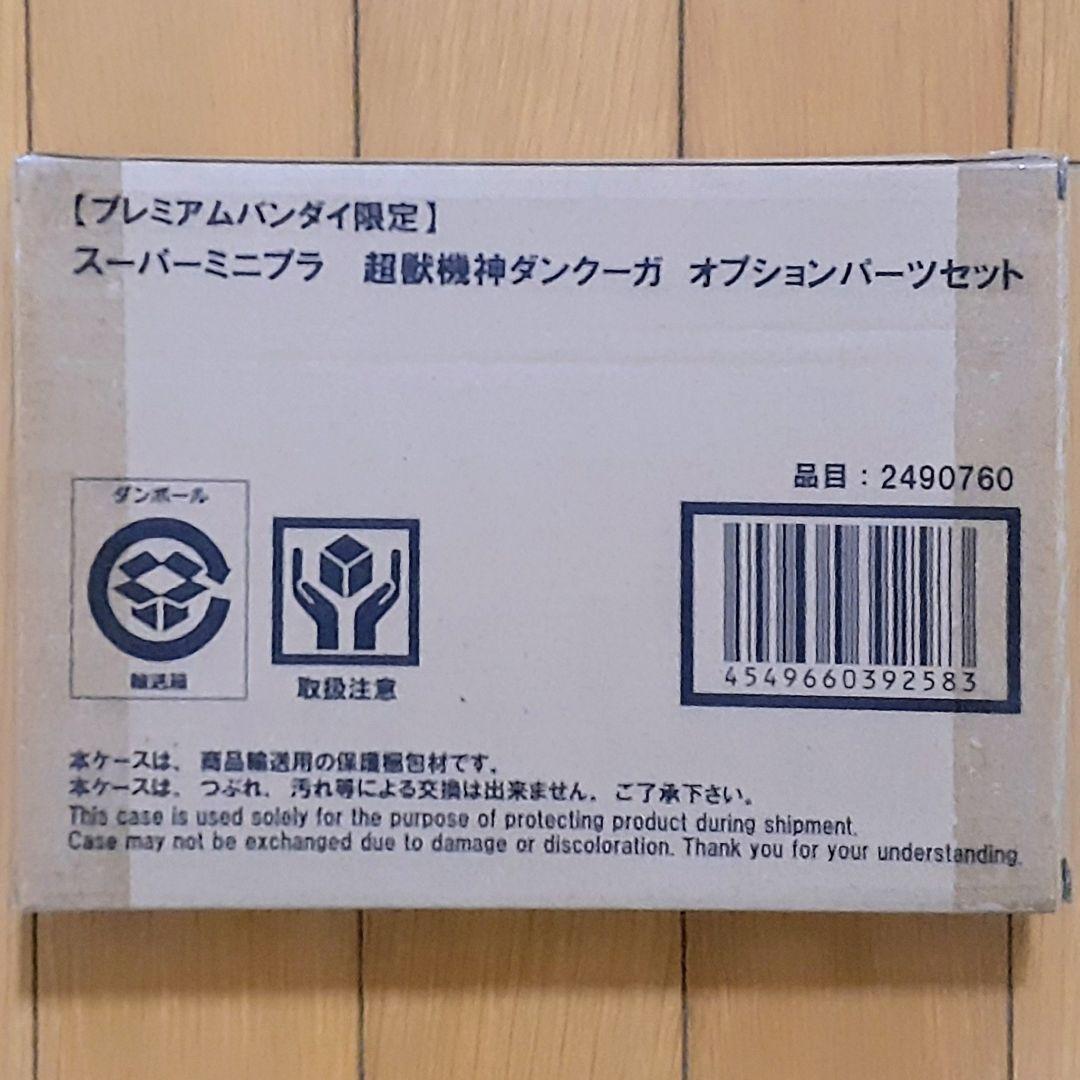 【プレミアムバンダイ限定】
スーパーミニプラ　超獣機神ダンクーガ　オプションパーツセット
品目：2490760
ダンボール
輸送箱
取扱注意
4549660392583
本ケースは、商品輸送用の保護梱包材です。
本ケースは、つぶれ、汚れ等による交換は出来ません。ご了承下さい。
This case is used solely for the purpose of protecting product during shipment.
Case may not be exchanged due to damage or discoloration. Thank you for your understanding.